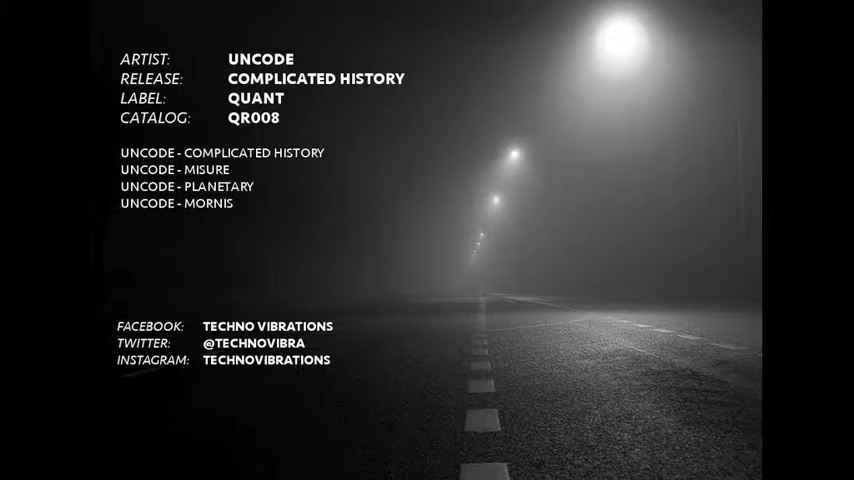 ARTIST: UNCODE
RELEASE: COMPLICATED HISTORY
LABEL: QUANT
CATALOG: QR008
UNCODE - COMPLICATED HISTORY
UNCODE - MISURE
UNCODE - PLANETARY
UNCODE - MORNIS
FACEBOOK: TECHNO VIBRATIONS
TWITTER: @TECHNOVIBRA
INSTAGRAM: TECHNOVIBRATIONS